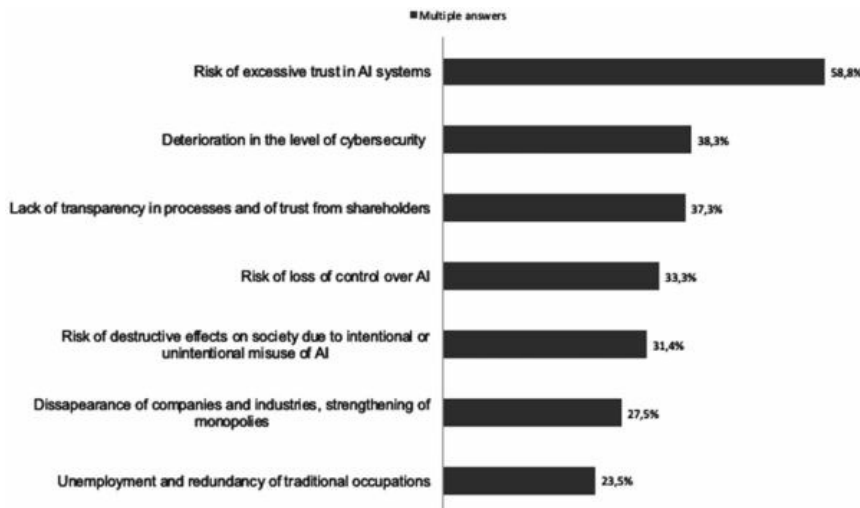 Multiple answers
Risk of excessive trust in AI systems
58,8%
Deterioration in the level of cybersecurity
38,3%
Lack of transparency in processes and of trust from shareholders
37,3%
Risk of loss of control over AI
33,3%
Risk of destructive effects on society due to intentional or
unintentional misuse of AI
31,4%
Dissapearance of companies and industries, strengthening of
monopolies
27,5%
Unemployment and redundancy of traditional occupations
23,5%